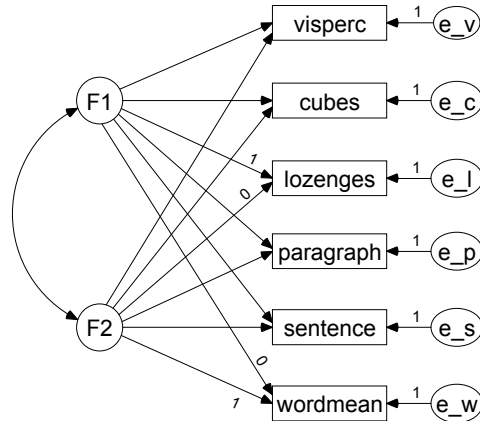 visperc
1
e_v
F1
cubes
1
e_c
1
lozenges
1
e_l
0
paragraph
1
e_p
F2
sentence
1
e_s
0
1
wordmean
1
e_w